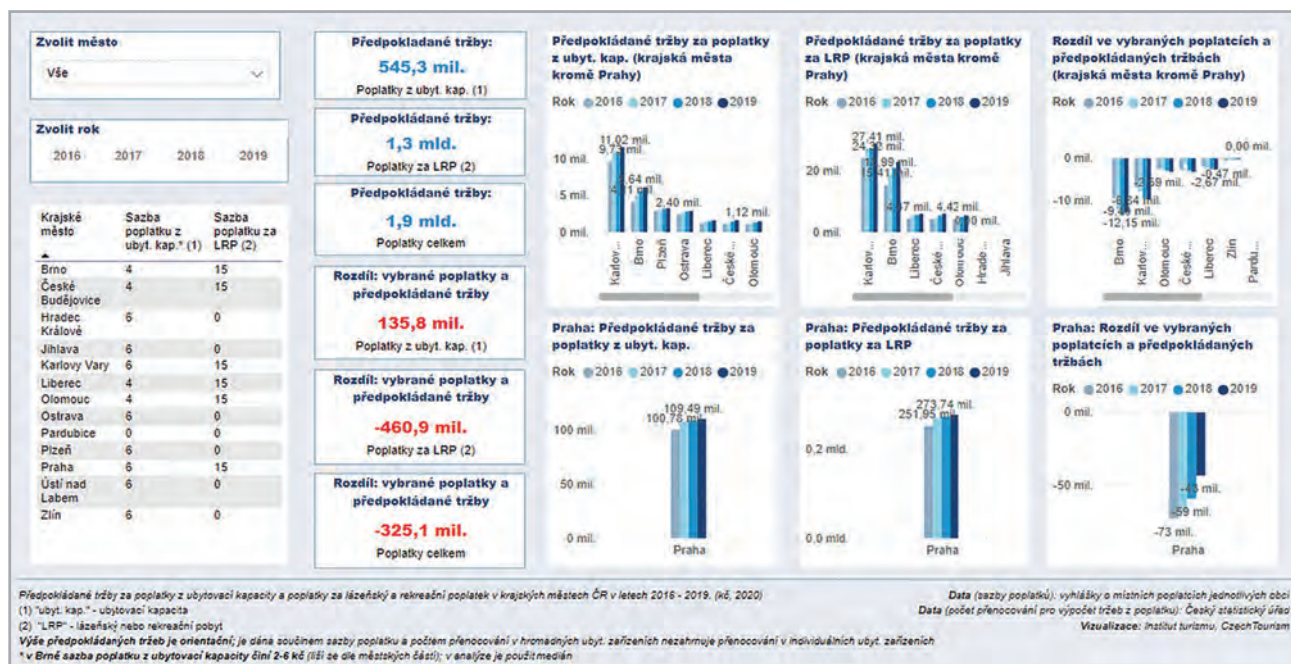 Zvolit město
Vše
Zvolit rok
2016 2017 2018 2019
Krajské město Sazba poplatku z ubyt. kap.* (1) Sazba poplatku za LRP (2)
Brno 4 15
České Budějovice 4 15
Hradec Králové 6 0
Jihlava 6 0
Karlovy Vary 6 15
Liberec 4 15
Olomouc 4 15
Ostrava 6 0
Pardubice 0 0
Plzeň 6 0
Praha 6 15
Ústí nad Labem 6 0
Zlín 6 0
Předpokladané tržby:
545,3 mil.
Poplatky z ubyt. kap. (1)
Předpokládané tržby:
1,3 mld.
Poplatky za LRP (2)
Předpokládané tržby:
1,9 mld.
Poplatky celkem
Rozdíl: vybrané poplatky a
předpokládané tržby
135,8 mil.
Poplatky z ubyt. kap. (1)
Rozdíl: vybrané poplatky a
předpokládané tržby
-460,9 mil.
Poplatky za LRP (2)
Rozdíl: vybrané poplatky a
předpokládané tržby
-325,1 mil.
Poplatky celkem
Předpokládané tržby za poplatky
z ubyt. kap. (krajská města
kromě Prahy)
Rok 2016 2017 2018 2019
11,02 mil.
2,40 mil.
1,12 mil.
10 mil.
5 mil.
0 mil.
Karlov… Brno Plzeň Ostrava Liberec České… Olomouc
Předpokládané tržby za poplatky
za LRP (krajská města kromě
Prahy)
Rok 2016 2017 2018 2019
27,41 mil.
4,42 mil.
20 mil.
0 mil.
Karlov… Brno Liberec České… Olomouc Hrade… Jihlava
Rozdíl ve vybraných poplatcích a
předpokládaných tržbách
(krajská města kromě Prahy)
Rok 2016 2017 2018 2019
0,00 mil.
0 mil.
-0,47 mil.
-2,67 mil.
-10 mil.
-12,15 mil.
Brno Karlov… Olomouc České… Liberec Zlín Pardu…
Praha: Předpokládané tržby za
poplatky z ubyt. kap.
Rok 2016 2017 2018 2019
109,49 mil.
100,78 mil.
100 mil.
50 mil.
0 mil.
Praha
Praha: Předpokládané tržby za
poplatky za LRP
Rok 2016 2017 2018 2019
273,74 mil.
251,95 mil.
0,2 mld.
0,0 mld.
Praha
Praha: Rozdíl ve vybraných
poplatcích a předpokládaných
tržbách
Rok 2016 2017 2018 2019
0 mil.
-50 mil.
-59 mil.
-73 mil.
Praha
Předpokládané tržby za poplatky z ubytovací kapacity a poplatky za lázeňský a rekreační poplatek v krajských městech ČR v letech 2016 - 2019. (kč, 2020)
(1) "ubyt. kap." - ubytovací kapacita
(2) "LRP" - lázeňský nebo rekreační pobyt
Výše předpokládaných tržeb je orientační; je dána součinem sazby poplatku a počtem přenocování v hromadných ubyt. zařízeních nezahrnuje přenocování v individuálních ubyt. zařízeních
* v Brně sazba poplatku z ubytovací kapacity činí 2-6 kč (liší se dle městských částí); v analýze je použit medián
Data (sazby poplatků): vyhlášky o místních poplatcích jednotlivých obcí
Data (počet přenocování pro výpočet tržeb z poplatku): Český statistický úřad
Vizualizace: Institut turismu, CzechTourism